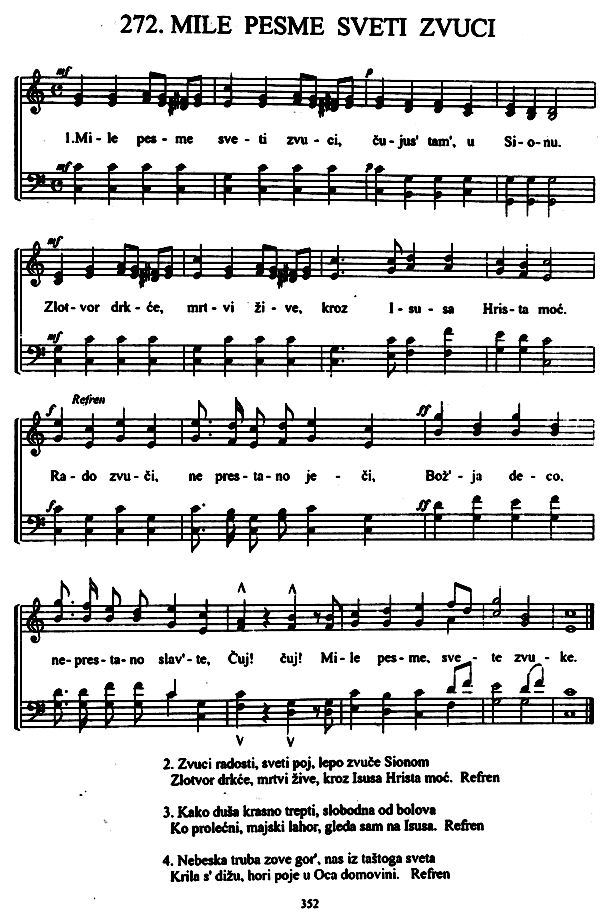 272. MILE PESME SVETI ZVUCI
mf p
1.Mi - le pes - me sve - ti zvu - ci, ču - jus' tam', u Si - o - nu.
mf p
mf
Zlot - vor drk - će, mrt - vi ži - ve, kroz I - su - sa Hris - ta moć.
mf
f Refren ff
Ra - do zvu - či, ne pres - ta - no je - či, Bož' - ja de - co.
f ff
ne - pres - ta - no slav' - te, Čuj! čuj! Mi - le pes - me, sve - te zvu - ke.
2. Zvuci radosti, sveti poj, lepo zvuče Sionom
Zlotvor drkće, mrtvi žive, kroz Isusa Hrista moć. Refren
3. Kako duša krasno trepti, slobodna od bolova
Ko prolećni, majski lahor, gleda sam na Isusa. Refren
4. Nebeska truba zove gor', nas iz taštoga sveta
Krila s' dižu, hori poje u Oca domovini. Refren
352